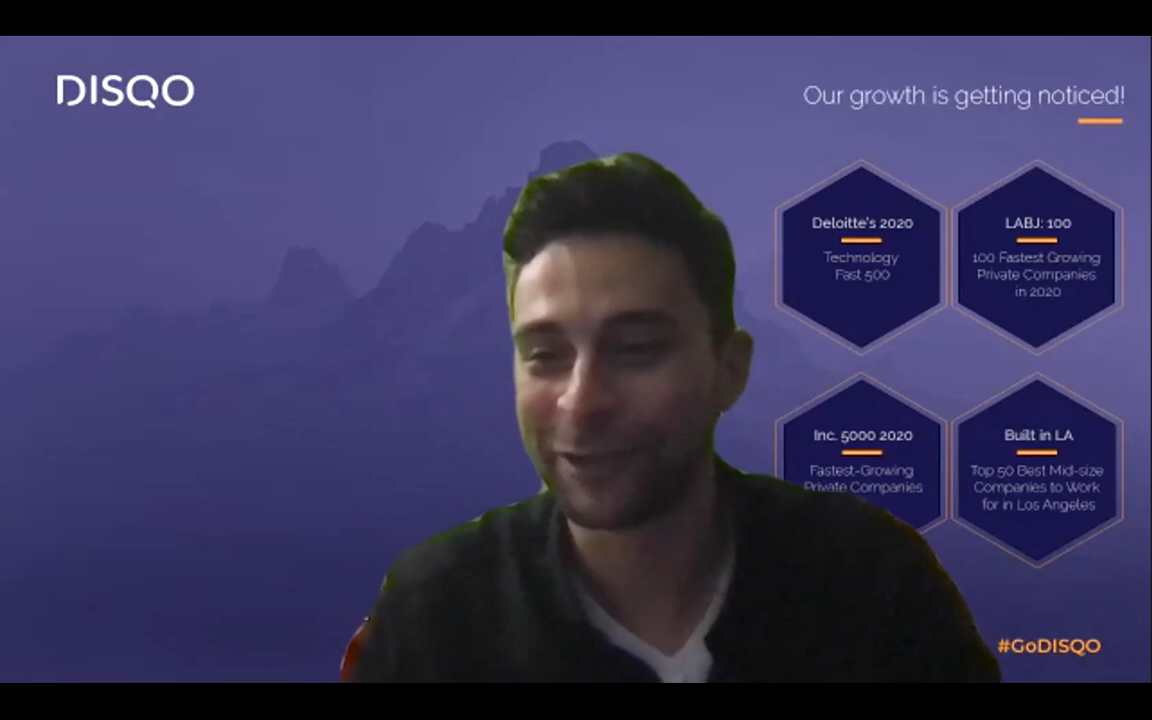 DISQO
Our growth is getting noticed!
Deloitte's 2020
Technology
Fast 500
LABJ: 100
100 Fastest Growing
Private Companies
in 2020
Inc. 5000 2020
Fastest-Growing
Private Companies
Built in LA
Top 50 Best Mid-size
Companies to Work
for in Los Angeles
#GoDISQO